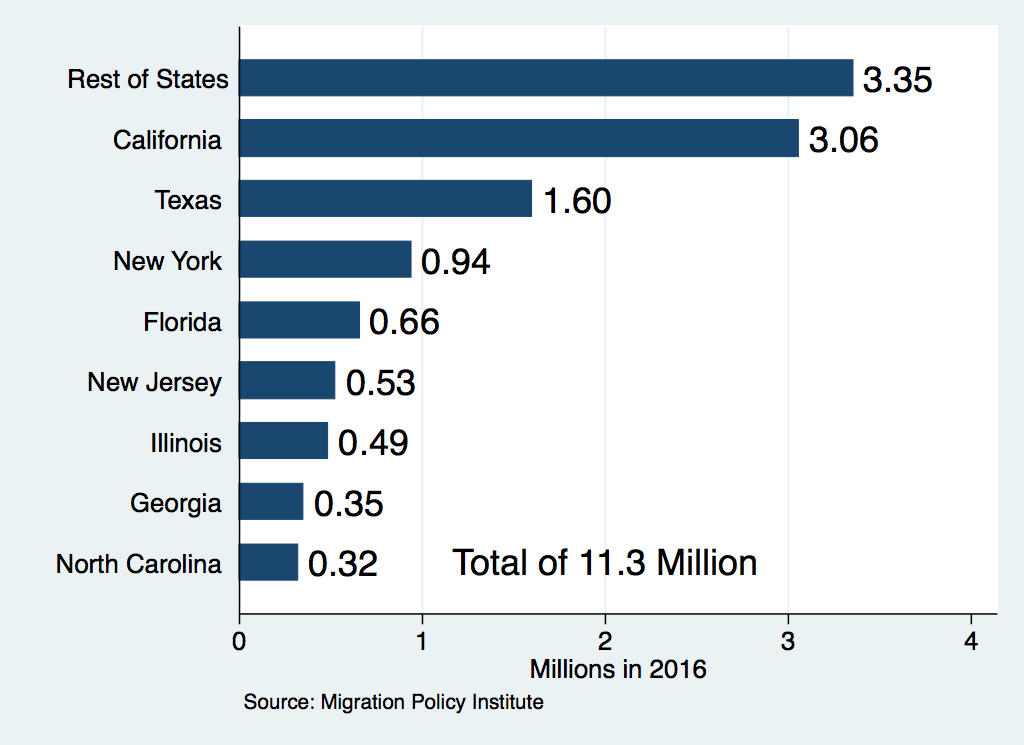 Rest of States 3.35
California 3.06
Texas 1.60
New York 0.94
Florida 0.66
New Jersey 0.53
Illinois 0.49
Georgia 0.35
North Carolina 0.32 Total of 11.3 Million
0 1 2 3 4
Millions in 2016
Source: Migration Policy Institute